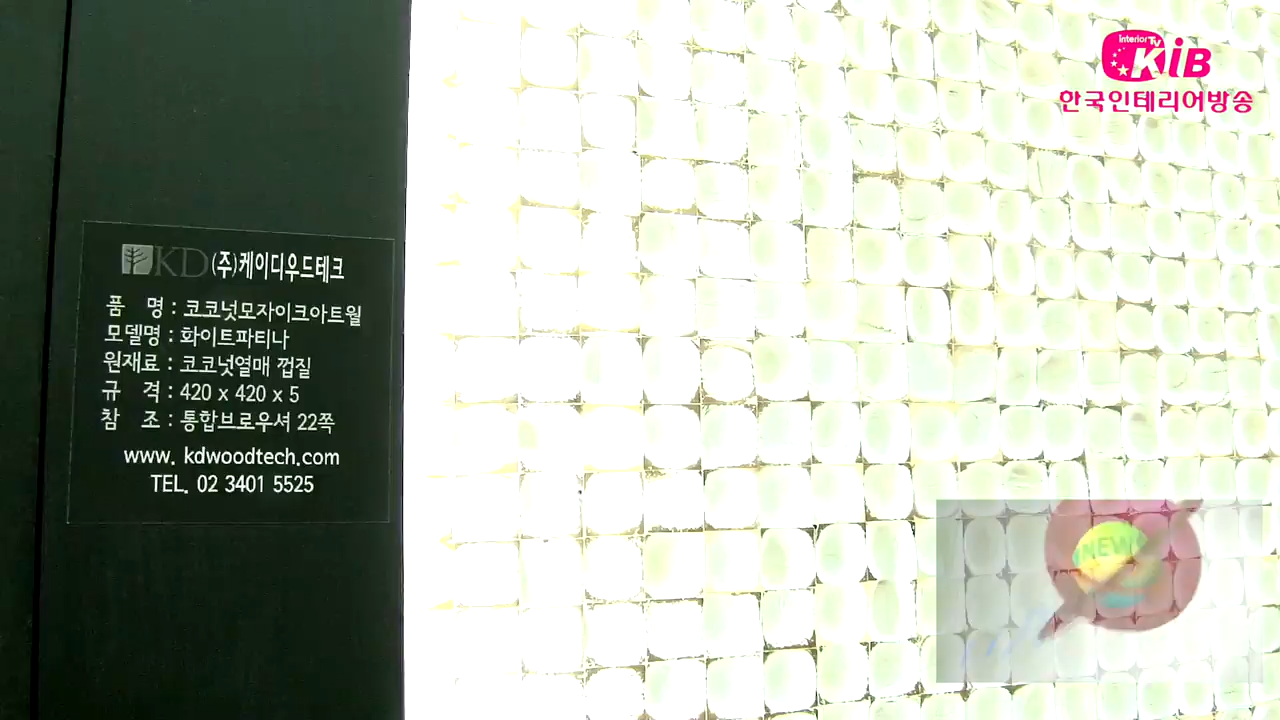 Interior TV
KiB
한국인테리어방송
KD (주)케이디우드테크
품 명 : 코코넛모자이크아트월
모델명 : 화이트파티나
원재료 : 코코넛열매 껍질
규 격 : 420 x 420 x 5
참 조 : 통합브로우셔 22쪽
www. kdwoodtech.com
TEL. 02 3401 5525
NEW